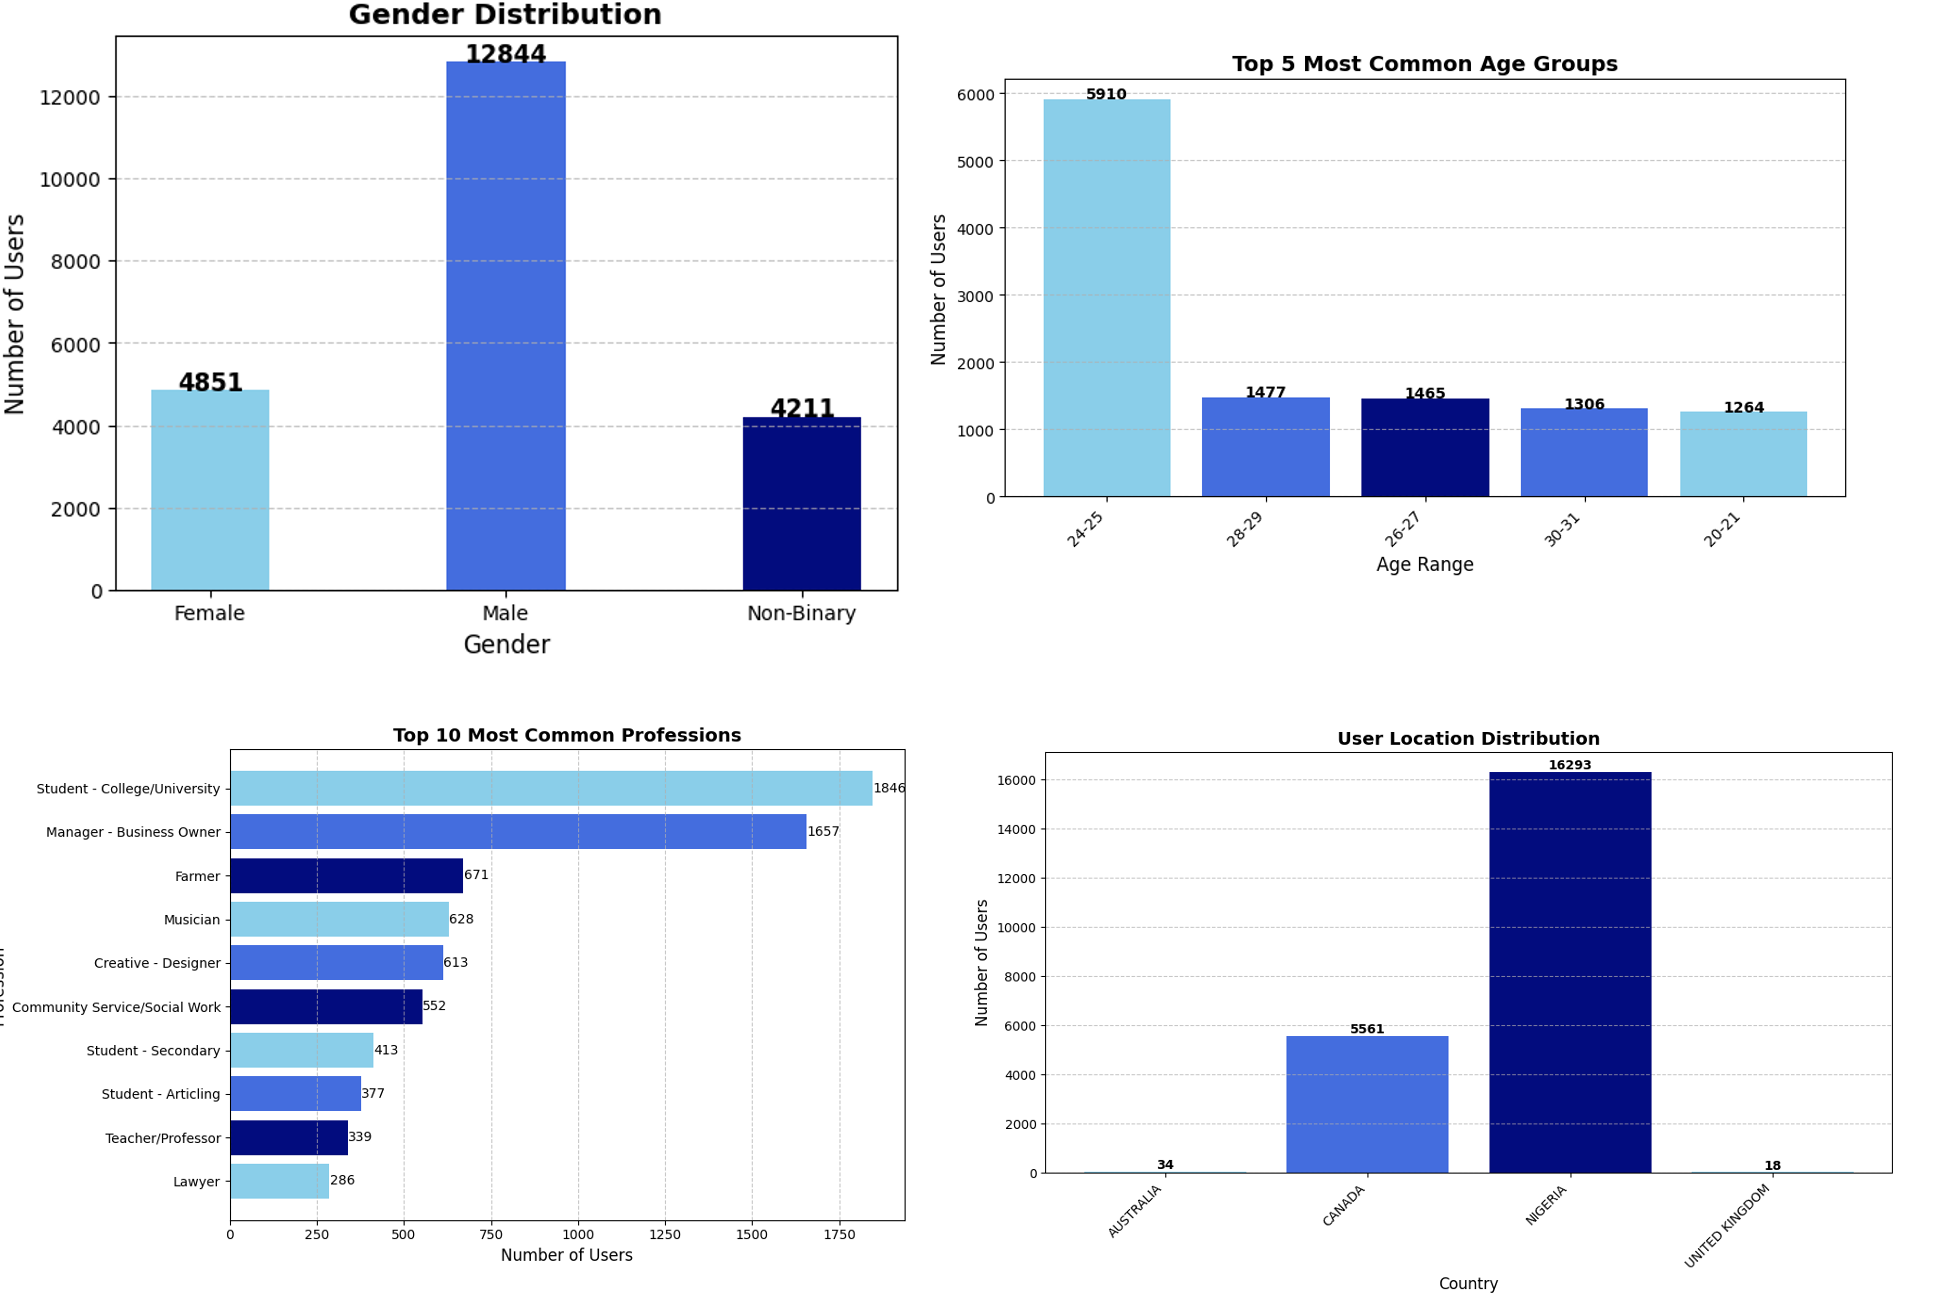 Gender Distribution
Number of Users
12000
10000
8000
6000
4000
2000
0
4851
12844
4211
Female
Male
Non-Binary
Gender
Top 5 Most Common Age Groups
Number of Users
6000
5000
4000
3000
2000
1000
0
5910
1477
1465
1306
1264
24-25
28-29
26-27
30-31
20-21
Age Range
Top 10 Most Common Professions
Student - College/University
1846
Manager - Business Owner
1657
Farmer
671
Musician
628
Creative - Designer
613
Community Service/Social Work
552
Student - Secondary
413
Student - Articling
377
Teacher/Professor
339
Lawyer
286
0
250
500
750
1000
1250
1500
1750
Number of Users
User Location Distribution
Number of Users
16000
14000
12000
10000
8000
6000
4000
2000
0
34
5561
16293
18
AUSTRALIA
CANADA
NIGERIA
UNITED KINGDOM
Country